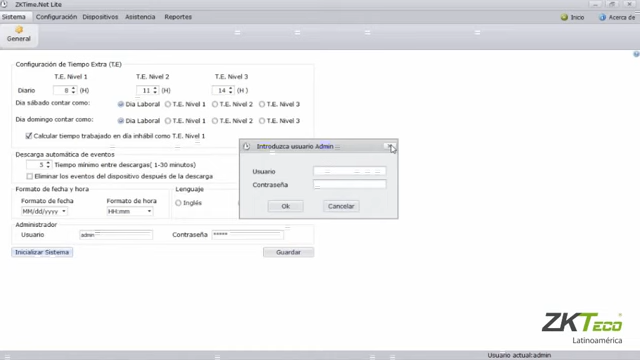 ZKTime.Net Lite
Sistema Configuración Dispositivos Asistencia Reportes
Inicio Acerca de
General
Configuración de Tiempo Extra (T.E)
T.E. Nivel 1 T.E. Nivel 2 T.E. Nivel 3
Diario 8 (H) 11 (H) 14 (H )
Dia sábado contar como: Dia Laboral T.E. Nivel 1 T.E. Nivel 2 T.E. Nivel 3
Dia domingo contar como: Dia Laboral T.E. Nivel 1 T.E. Nivel 2 T.E. Nivel 3
Calcular tiempo trabajado en día inhábil como T.E. Nivel 1
Descarga automática de eventos
5 Tiempo mínimo entre descargas( 1-30 minutos)
Eliminar los eventos del dispositivo después de la descarga
Formato de fecha y hora
Formato de fecha Formato de hora
MM/dd/yyyy HH:mm
Lenguaje
Inglés
Administrador
Usuario admin Contraseña *****
Inicializar Sistema Guardar
Introduzca usuario Admin
Usuario
Contraseña
Ok Cancelar
ZKTeco
Latinoamérica
Usuario actual:admin